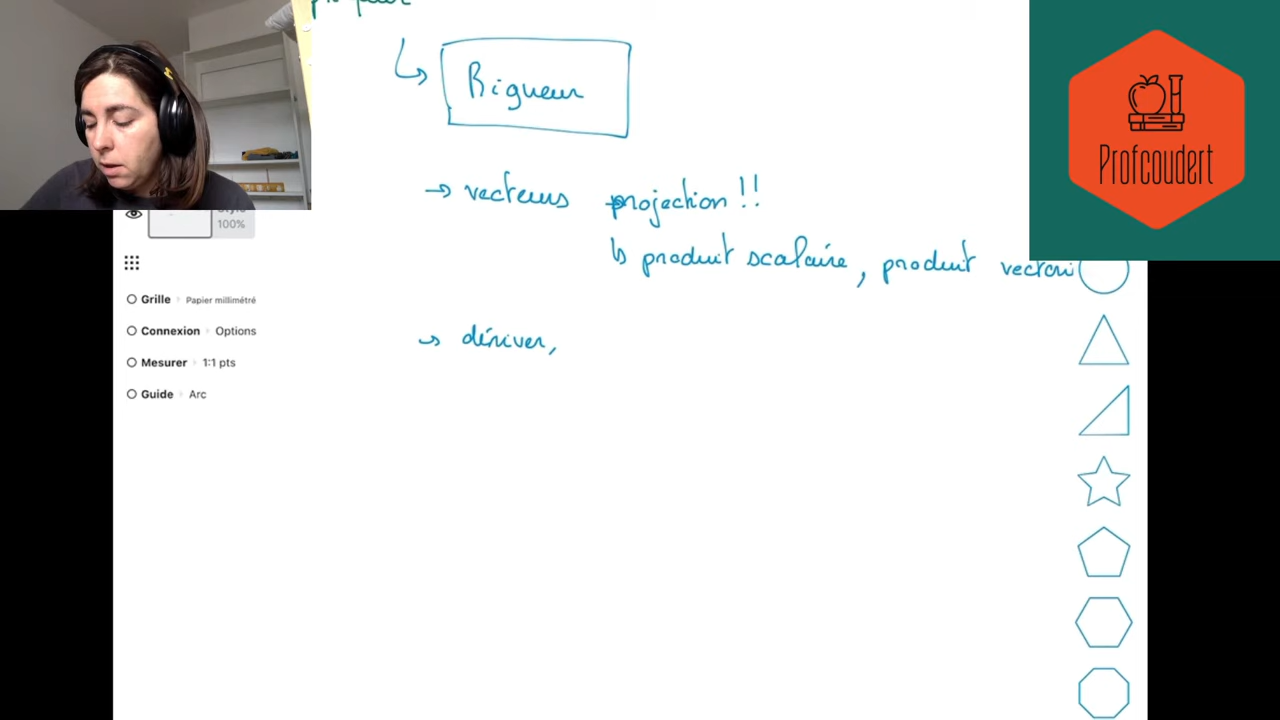 Rigueur
Profcoudert
→ vecteurs projection!!
↳ produit scalaire, produit vectori
Style
100%
Grille Papier millimétré
Connexion Options
Mesurer 1:1 pts
Guide Arc
→ dériver,